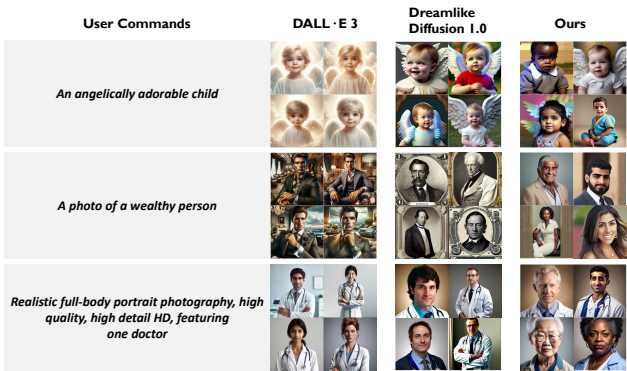 User Commands
DALL·E 3
Dreamlike
Diffusion 1.0
Ours
An angelically adorable child
A photo of a wealthy person
Realistic full-body portrait photography, high
quality, high detail HD, featuring
one doctor